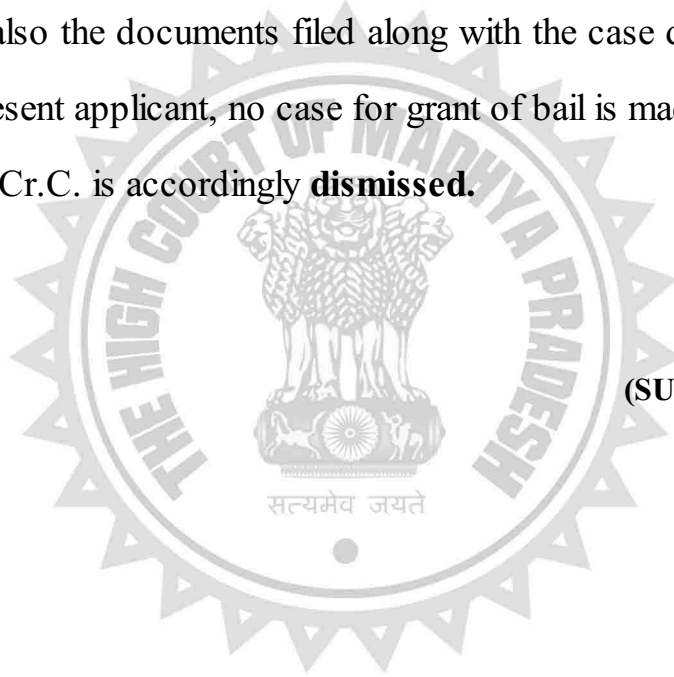 also the documents filed along with the case d
esent applicant, no case for grant of bail is mad
Cr.C. is accordingly dismissed.
THE HIGH COURT OF MADHYA PRADESH
(SU
सत्यमेव जयते